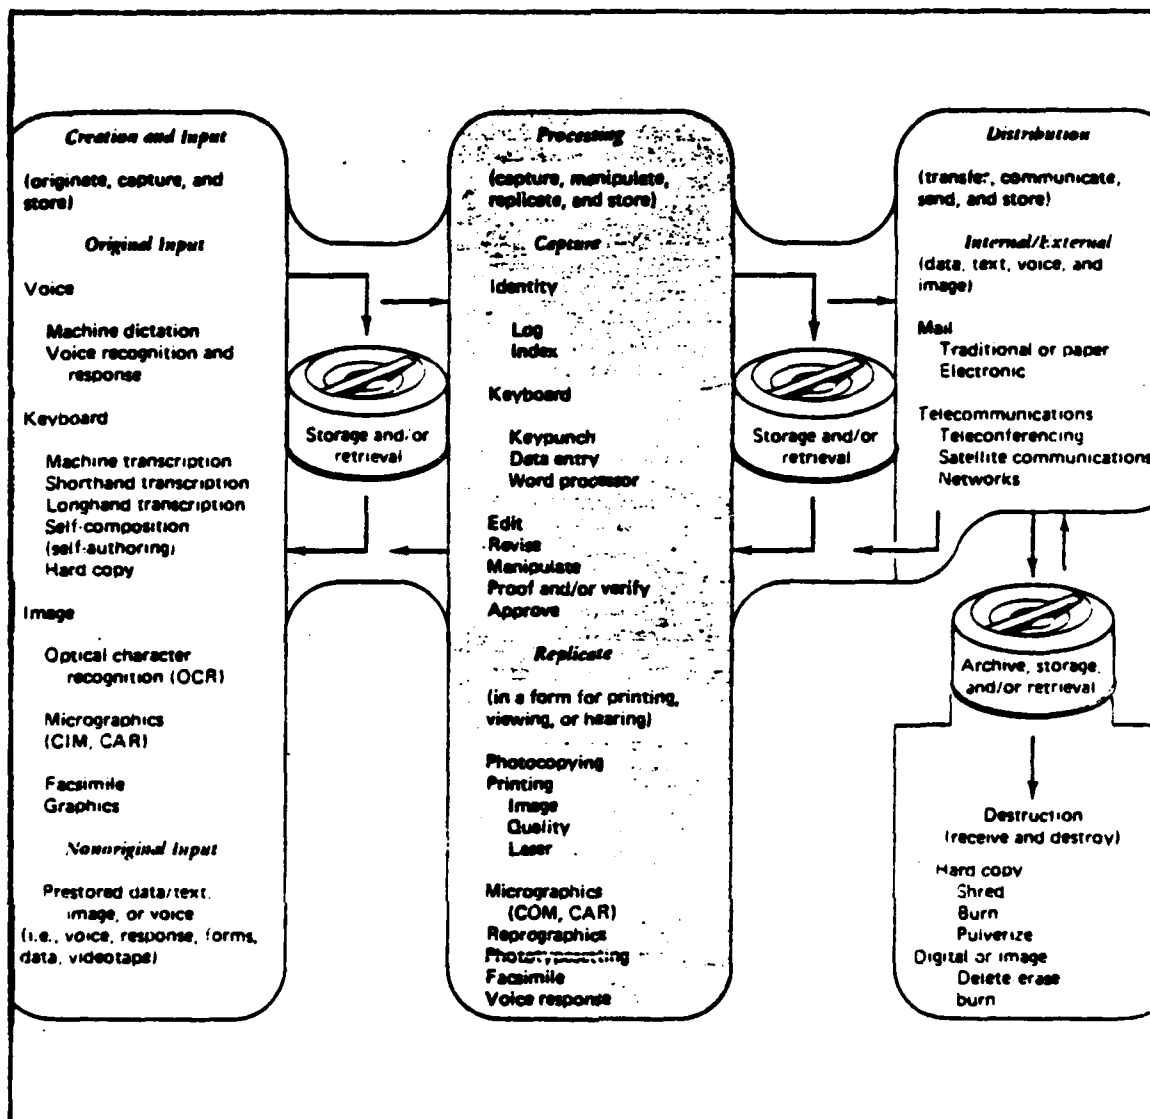 Creation and Input
(originate, capture, and
store)
Original Input
Voice
Machine dictation
Voice recognition and
response
Keyboard
Machine transcription
Shorthand transcription
Longhand transcription
Self-composition
(self-authoring)
Hard copy
Image
Optical character
recognition (OCR)
Micrographics
(CIM, CAR)
Facsimile
Graphics
Nonoriginal Input
Prestored data/text,
image, or voice
(i.e., voice, response, forms,
data, videotape)
Storage and/or
retrieval
Processing
(capture, manipulate,
replicate, and store)
Capture
Identity
Log
Index
Keyboard
Keypunch
Data entry
Word processor
Edit
Revise
Manipulate
Proof and/or verify
Approve
Replicate
(in a form for printing,
viewing, or hearing)
Photocopying
Printing
Image
Quality
Laser
Micrographics
(COM, CAR)
Reprographics
Phototypesetting
Facsimile
Voice response
Storage and/or
retrieval
Distribution
(transfer, communicate,
send, and store)
Internal/External
(data, text, voice, and
image)
Mail
Traditional or paper
Electronic
Telecommunications
Teleconferencing
Satellite communications
Networks
Archive, storage,
and/or retrieval
Destruction
(receive and destroy)
Hard copy
Shred
Burn
Pulverize
Digital or image
Delete erase
burn